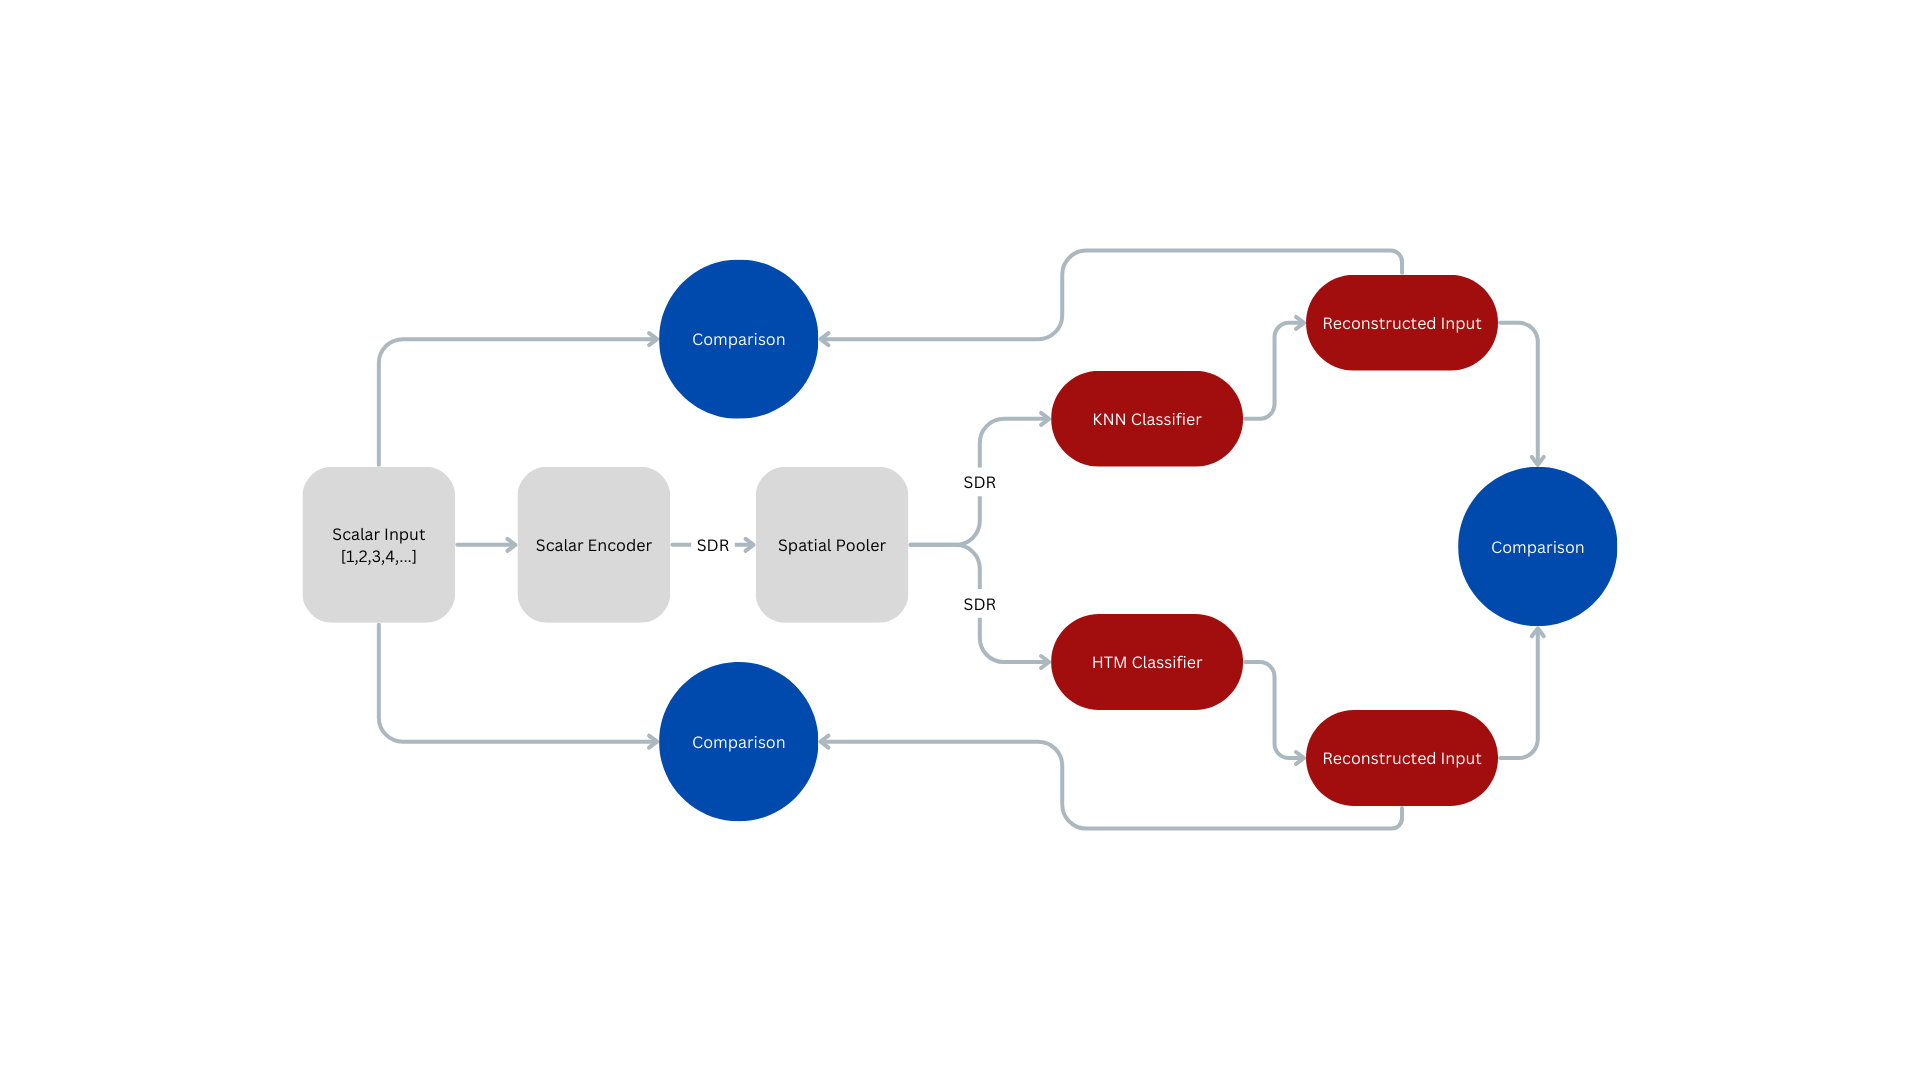 Reconstructed Input
Comparison
KNN Classifier
SDR
Scalar Input
[1,2,3,4,...]
Scalar Encoder
SDR
Spatial Pooler
Comparison
SDR
HTM Classifier
Comparison
Reconstructed Input